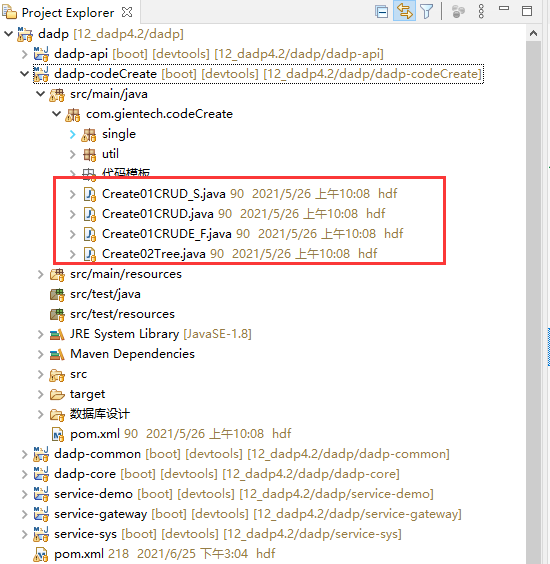 Project Explorer
dadp [12_dadp4.2/dadp]
dadp-api [boot] [devtools] [12_dadp4.2/dadp/dadp-api]
dadp-codeCreate [boot] [devtools] [12_dadp4.2/dadp/dadp-codeCreate]
src/main/java
com.gientech.codeCreate
single
util
代码模板
Create01CRUD_S.java 90 2021/5/26 上午10:08 hdf
Create01CRUD.java 90 2021/5/26 上午10:08 hdf
Create01CRUDE_F.java 90 2021/5/26 上午10:08 hdf
Create02Tree.java 90 2021/5/26 上午10:08 hdf
src/main/resources
src/test/java
src/test/resources
JRE System Library [JavaSE-1.8]
Maven Dependencies
src
target
数据库设计
pom.xml 90 2021/5/26 上午10:08 hdf
dadp-common [boot] [devtools] [12_dadp4.2/dadp/dadp-common]
dadp-core [boot] [devtools] [12_dadp4.2/dadp/dadp-core]
service-demo [boot] [devtools] [12_dadp4.2/dadp/service-demo]
service-gateway [boot] [devtools] [12_dadp4.2/dadp/service-gateway]
service-sys [boot] [devtools] [12_dadp4.2/dadp/service-sys]
pom.xml 218 2021/6/25 下午3:04 hdf